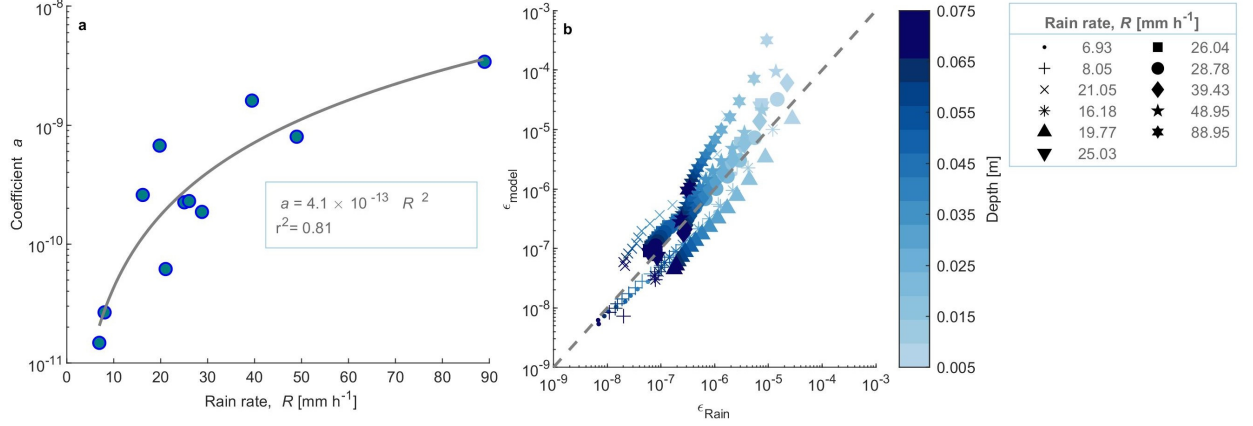 a
10⁻⁸
10⁻⁹
10⁻¹⁰
10⁻¹¹
Coefficient a
a = 4.1 × 10⁻¹³ R²
r²= 0.81
0 10 20 30 40 50 60 70 80 90
Rain rate, R [mm h⁻¹]
b
10⁻³
10⁻⁴
10⁻⁵
10⁻⁶
10⁻⁷
10⁻⁸
10⁻⁹
ϵmodel
10⁻⁹ 10⁻⁸ 10⁻⁷ 10⁻⁶ 10⁻⁵ 10⁻⁴ 10⁻³
ϵRain
0.075
0.065
0.055
0.045
0.035
0.025
0.015
0.005
Depth [m]
Rain rate, R [mm h⁻¹]
6.93 26.04
8.05 28.78
21.05 39.43
16.18 48.95
19.77 88.95
25.03